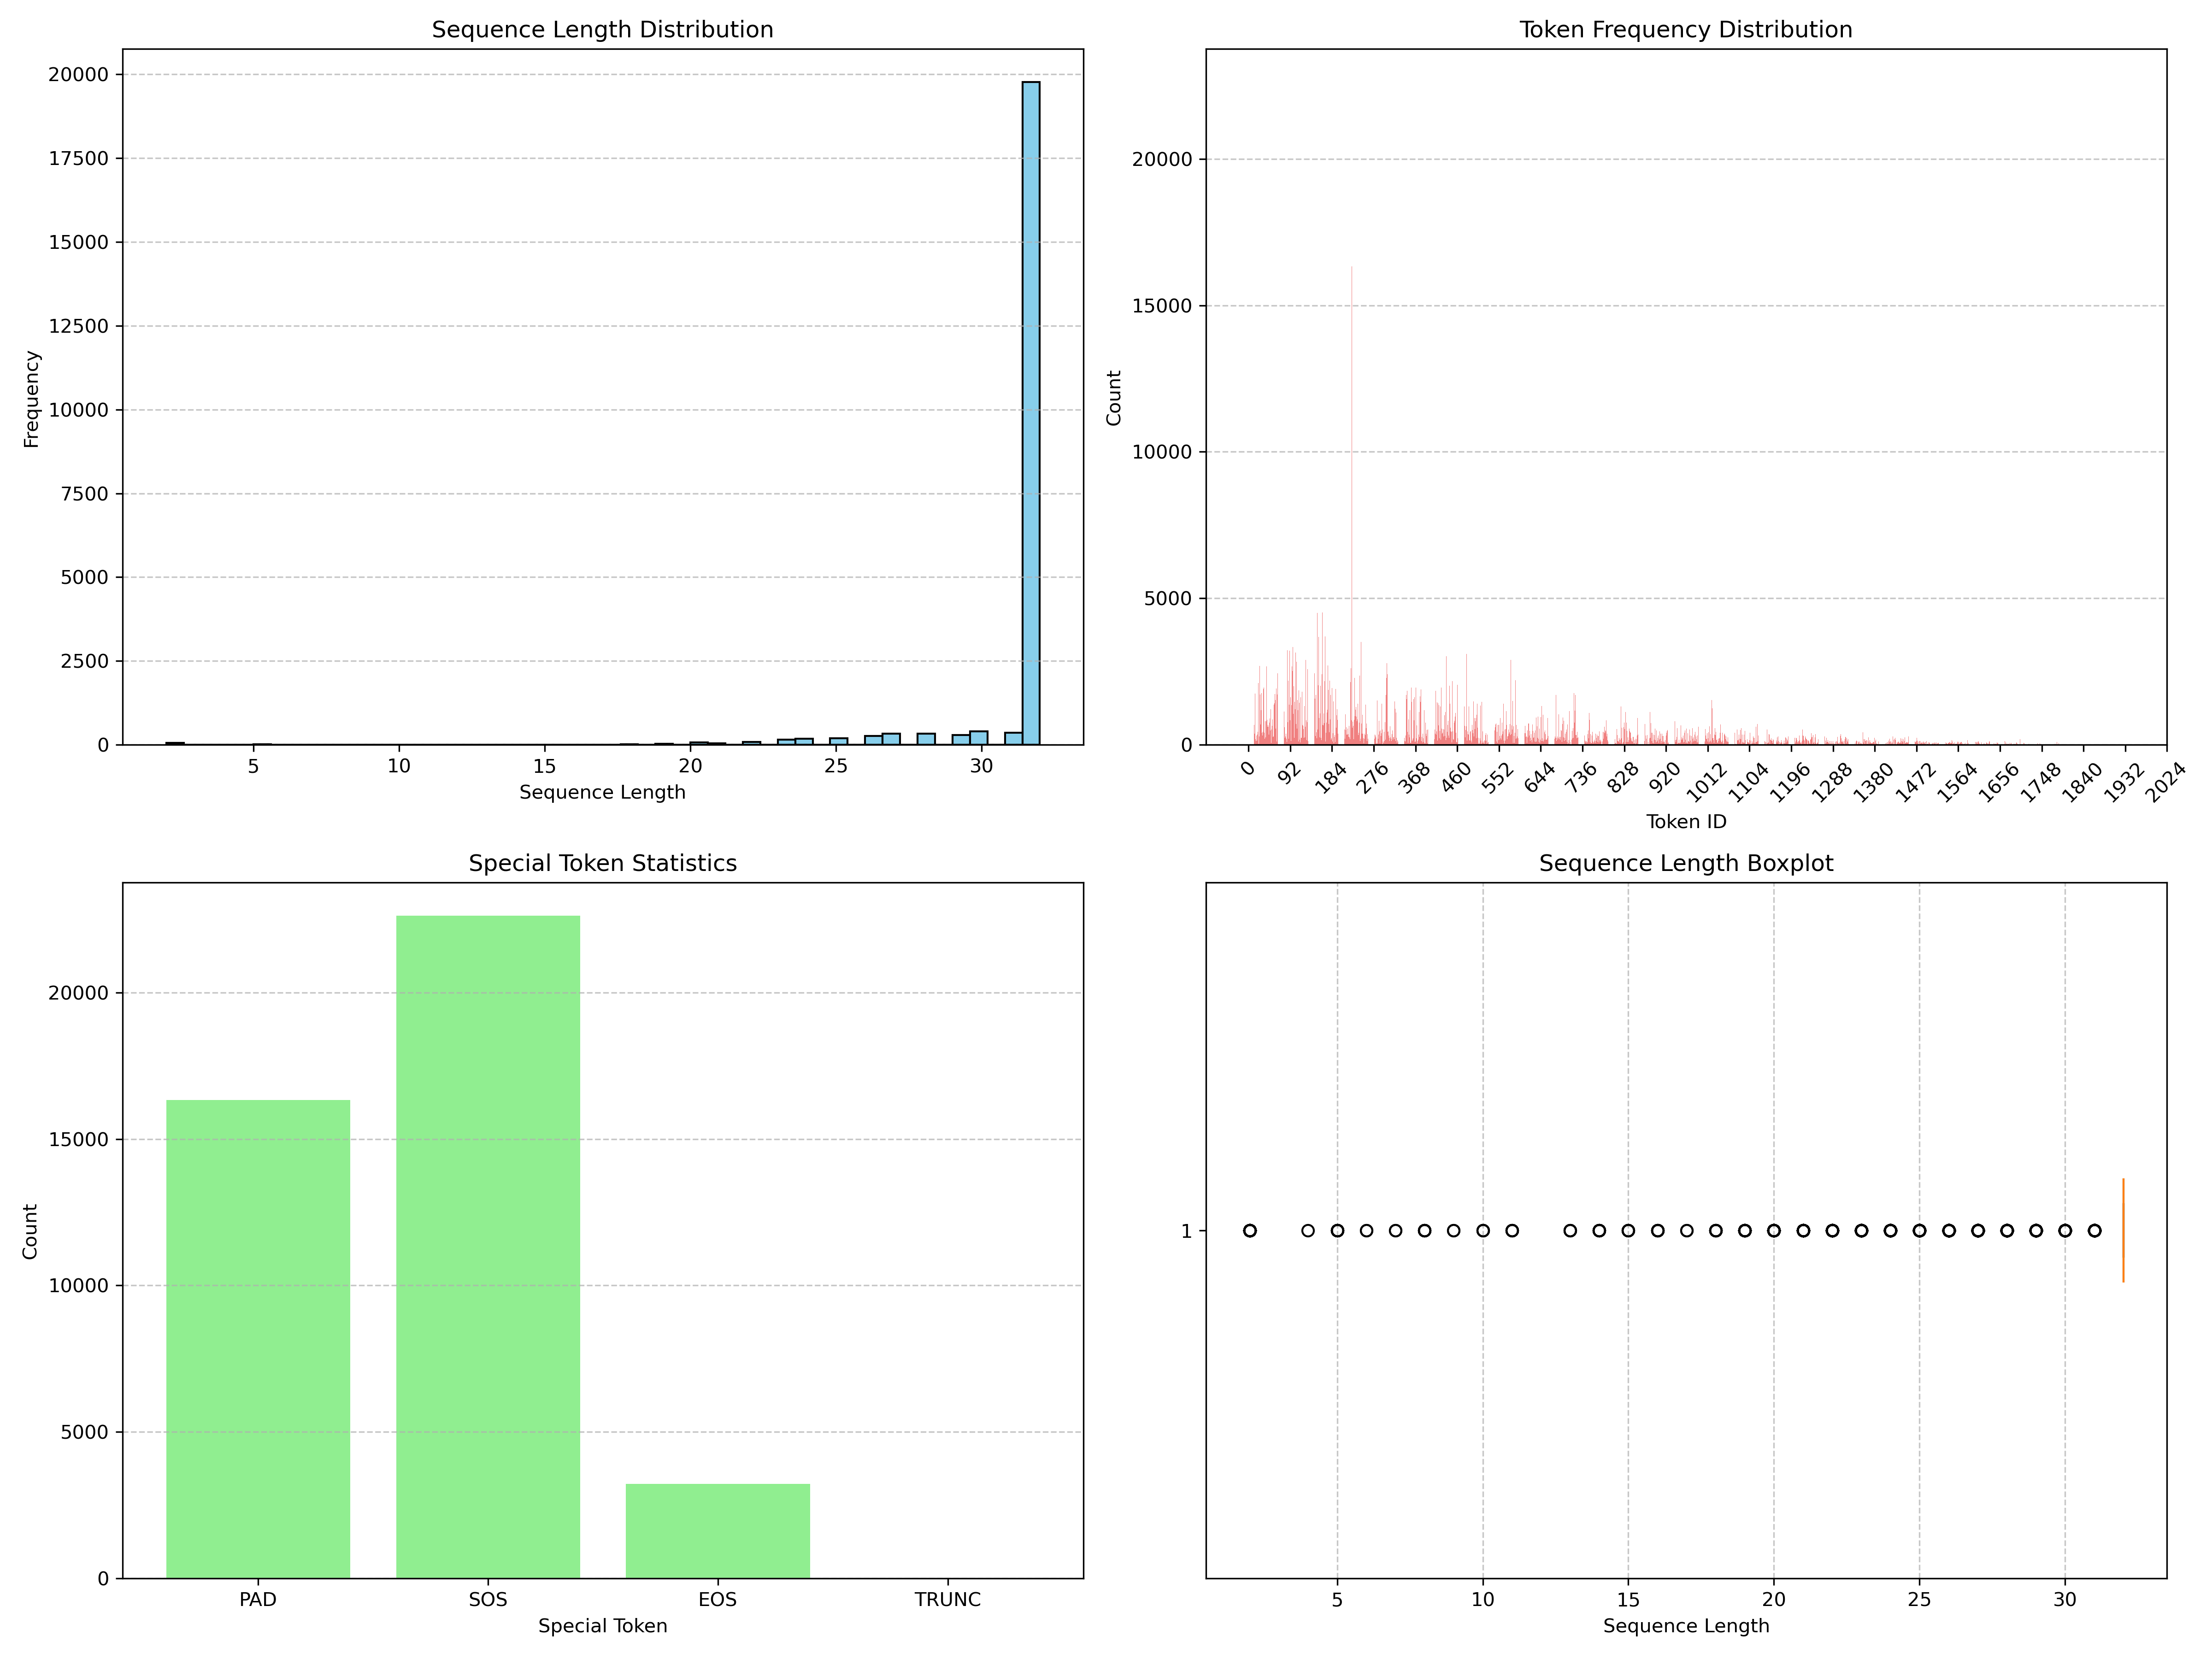 Sequence Length Distribution
20000
17500
15000
12500
10000
7500
5000
2500
0
Frequency
5 10 15 20 25 30
Sequence Length
Token Frequency Distribution
20000
15000
10000
5000
0
Count
0 92 184 276 368 460 552 644 736 828 920 1012 1104 1196 1288 1380 1472 1564 1656 1748 1840 1932 2024
Token ID
Special Token Statistics
20000
15000
10000
5000
0
Count
PAD SOS EOS TRUNC
Special Token
Sequence Length Boxplot
1
5 10 15 20 25 30
Sequence Length